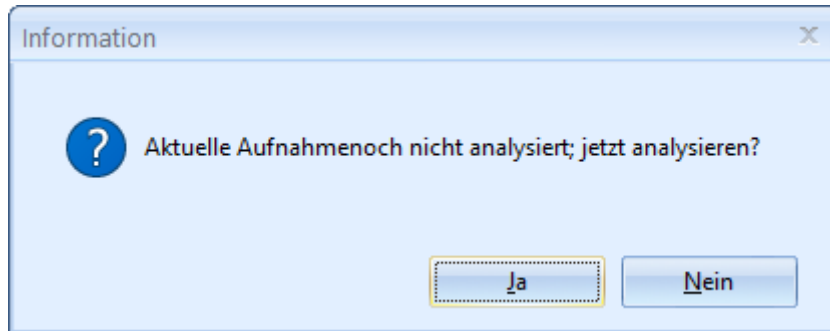 Information
Aktuelle Aufnahmenoch nicht analysiert; jetzt analysieren?
Ja
Nein